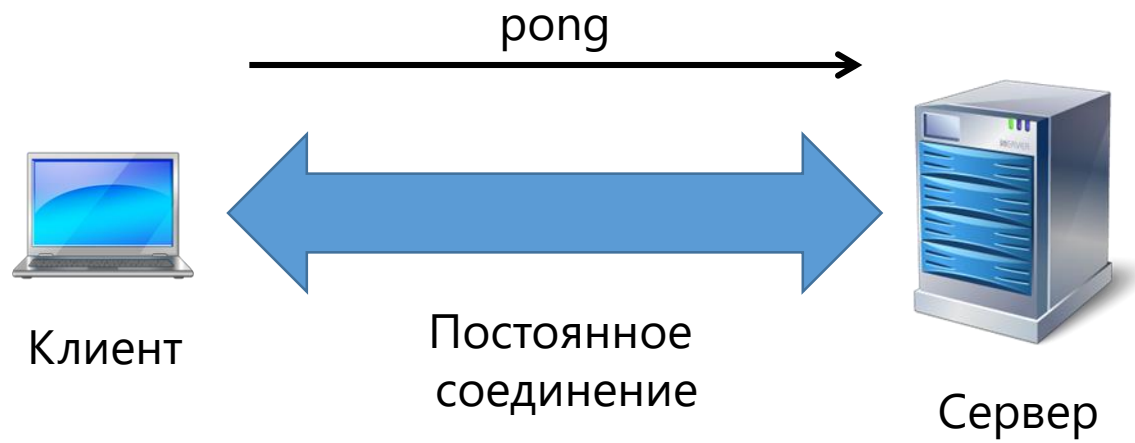 pong
Клиент
Постоянное
соединение
Сервер